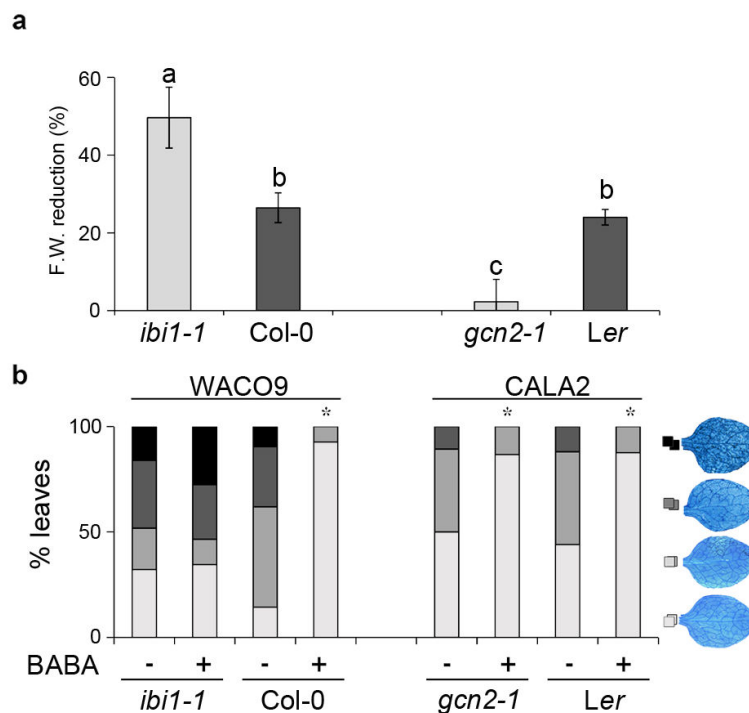 a
60
40
20
0
F.W. reduction (%)
a
b
c
b
ibi1-1 Col-0 gcn2-1 Ler
b
WACO9 CALA2
* * *
100
50
0
% leaves
BABA - + - + - + - +
ibi1-1 Col-0 gcn2-1 Ler